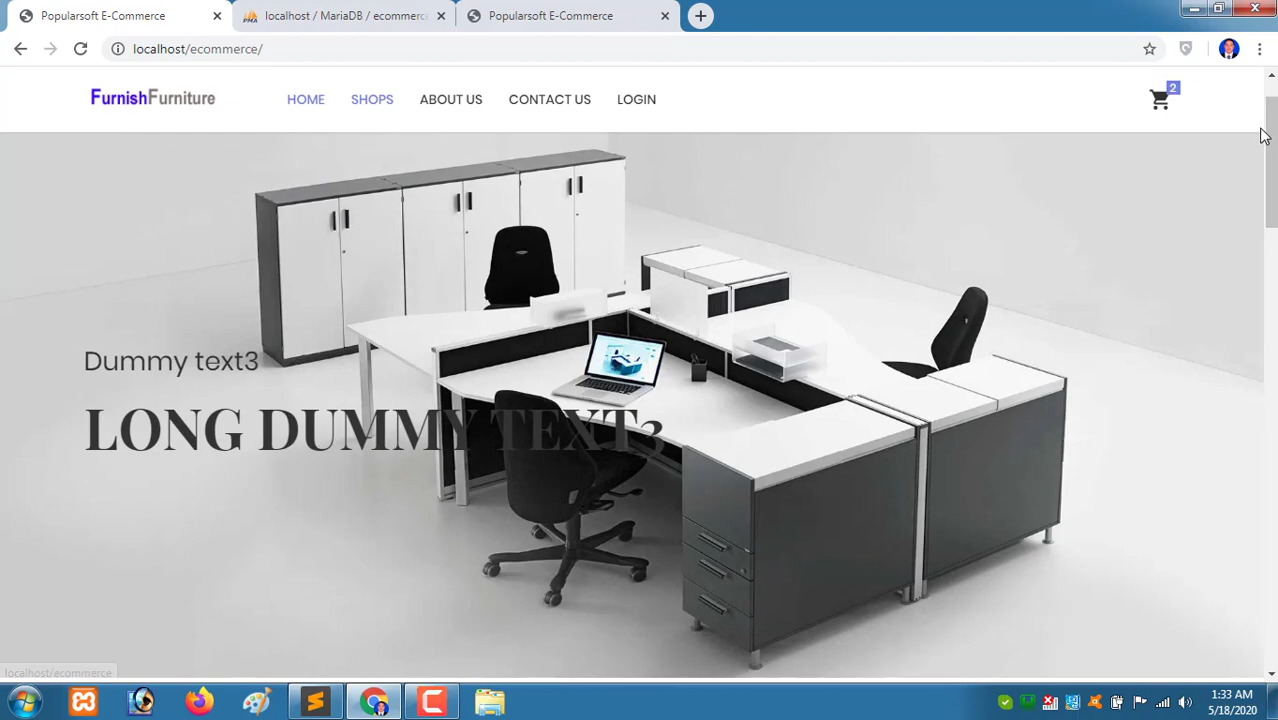 Popularsoft E-Commerce
localhost / MariaDB / ecommerc
Popularsoft E-Commerce
localhost/ecommerce/
FurnishFurniture
HOME
SHOPS
ABOUT US
CONTACT US
LOGIN
2
Dummy text3
LONG DUMMY TEXT3
localhost/ecommerce
1:33 AM
5/18/2020